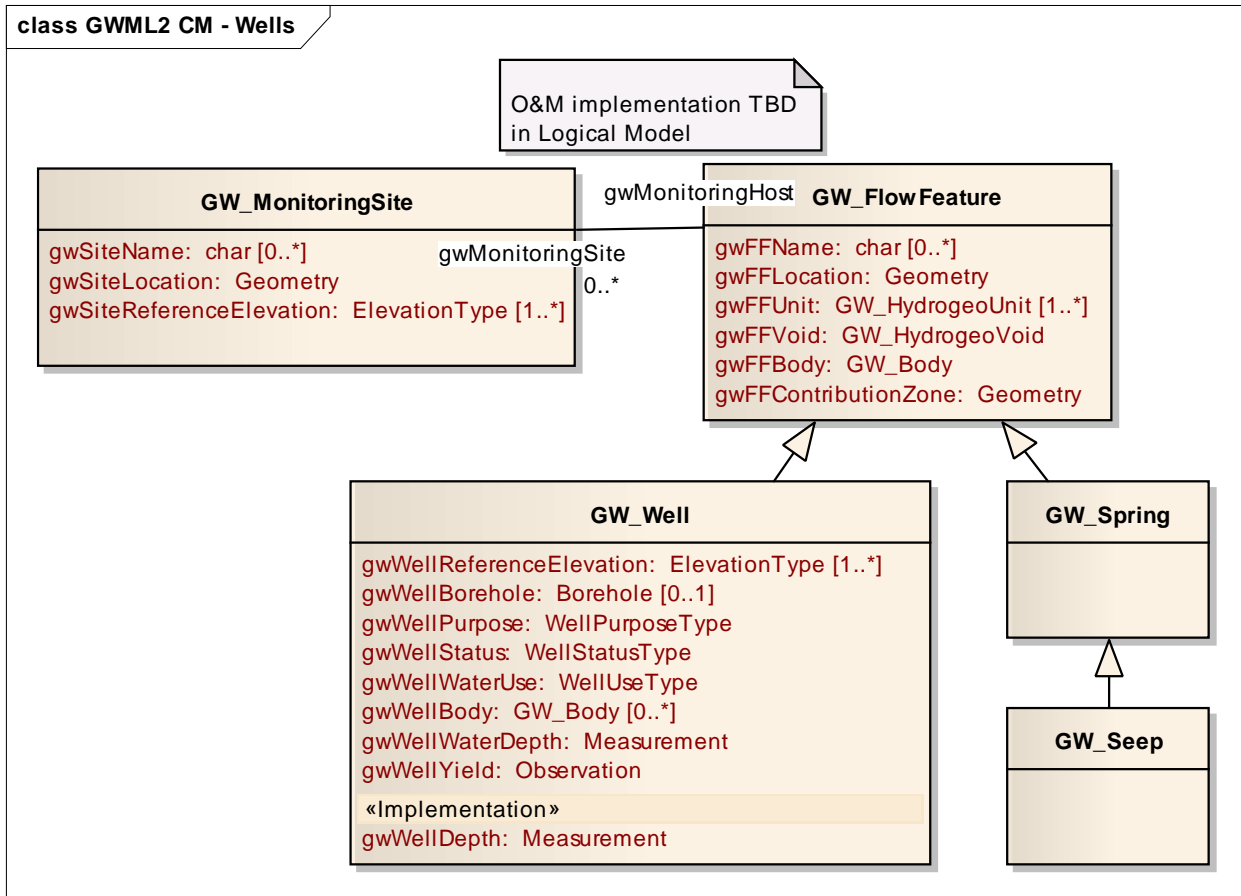 class GWML2 CM - Wells
O&M implementation TBD
in Logical Model
GW_MonitoringSite
gwSiteName: char [0..*]
gwSiteLocation: Geometry
gwSiteReferenceElevation: ElevationType [1..*]
gwMonitoringHost
gwMonitoringSite
0..*
GW_FlowFeature
gwFFName: char [0..*]
gwFFLocation: Geometry
gwFFUnit: GW_HydrogeoUnit [1..*]
gwFFVoid: GW_HydrogeoVoid
gwFFBody: GW_Body
gwFFContributionZone: Geometry
GW_Well
gwWellReferenceElevation: ElevationType [1..*]
gwWellBorehole: Borehole [0..1]
gwWellPurpose: WellPurposeType
gwWellStatus: WellStatusType
gwWellWaterUse: WellUseType
gwWellBody: GW_Body [0..*]
gwWellWaterDepth: Measurement
gwWellYield: Observation
«Implementation»
gwWellDepth: Measurement
GW_Spring
GW_Seep